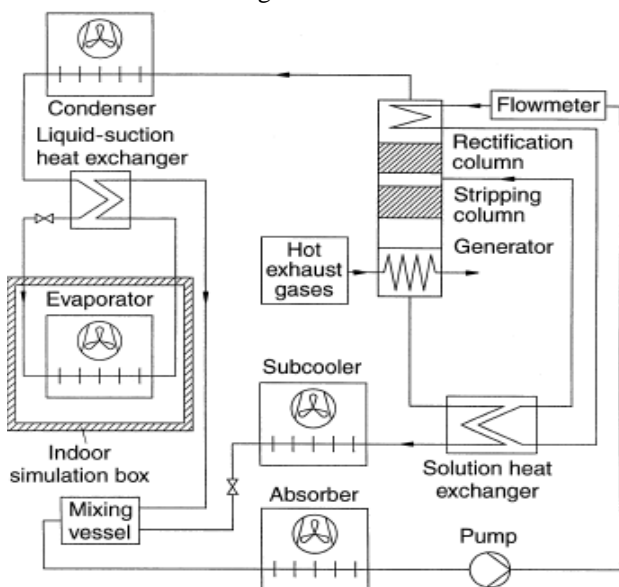 Condenser
Liquid-suction
heat exchanger
Flowmeter
Rectification
column
Stripping
column
Generator
Hot
exhaust
gases
Evaporator
Indoor
simulation box
Subcooler
Solution heat
exchanger
Mixing
vessel
Absorber
Pump